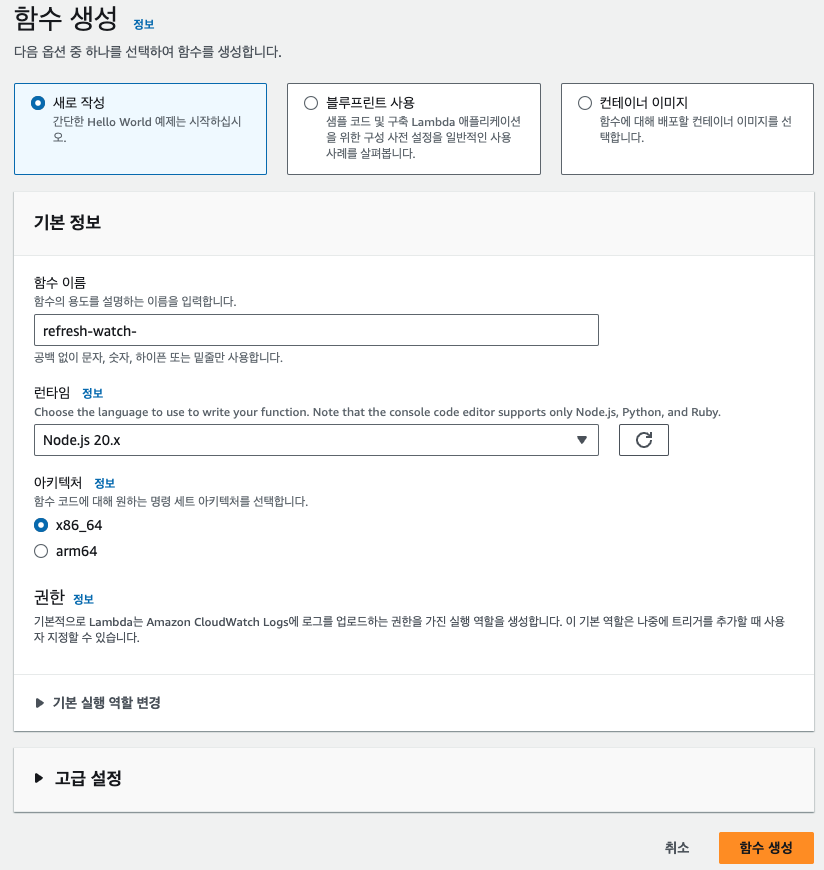 함수 생성 정보
다음 옵션 중 하나를 선택하여 함수를 생성합니다.
새로 작성
간단한 Hello World 예제는 시작하십시
오.
블루프린트 사용
샘플 코드 및 구축 Lambda 애플리케이션
을 위한 구성 사전 설정을 일반적인 사용
사례를 살펴봅니다.
컨테이너 이미지
함수에 대해 배포할 컨테이너 이미지를 선
택합니다.
기본 정보
함수 이름
함수의 용도를 설명하는 이름을 입력합니다.
refresh-watch-
공백 없이 문자, 숫자, 하이픈 또는 밑줄만 사용합니다.
런타임 정보
Choose the language to use to write your function. Note that the console code editor supports only Node.js, Python, and Ruby.
Node.js 20.x
아키텍처 정보
함수 코드에 대해 원하는 명령 세트 아키텍처를 선택합니다.
x86_64
arm64
권한 정보
기본적으로 Lambda는 Amazon CloudWatch Logs에 로그를 업로드하는 권한을 가진 실행 역할을 생성합니다. 이 기본 역할은 나중에 트리거를 추가할 때 사용
자 지정할 수 있습니다.
기본 실행 역할 변경
고급 설정
취소
함수 생성